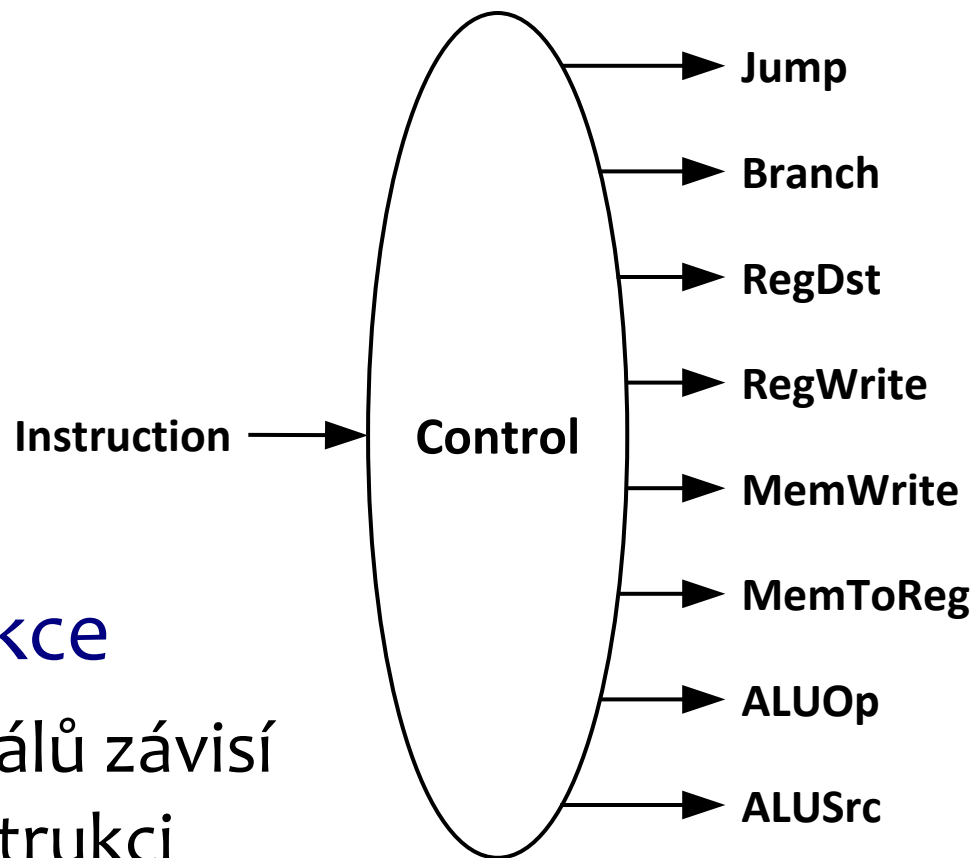 Jump
Branch
RegDst
RegWrite
Instruction
Control
MemWrite
MemToReg
ALUOp
ALUSrc
kce
álů závisí
trukci